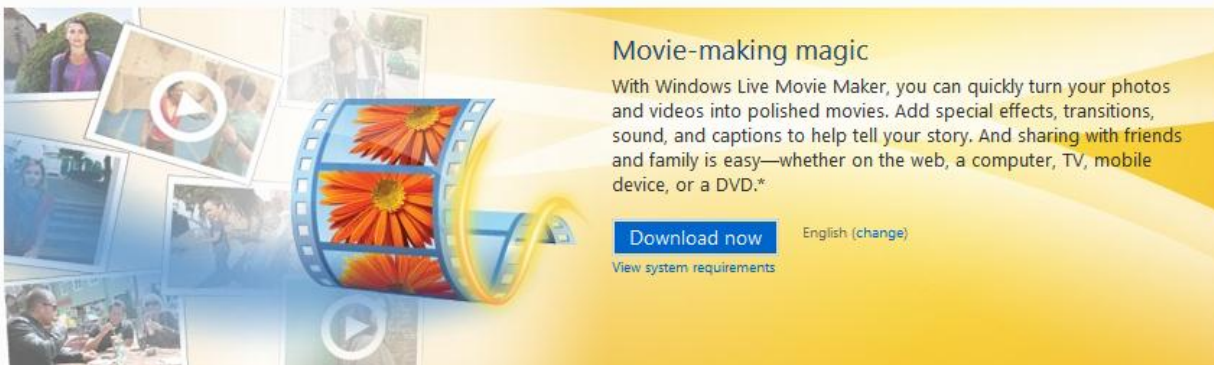 Movie-making magic
With Windows Live Movie Maker, you can quickly turn your photos
and videos into polished movies. Add special effects, transitions,
sound, and captions to help tell your story. And sharing with friends
and family is easy—whether on the web, a computer, TV, mobile
device, or a DVD.*
Download now English (change)
View system requirements